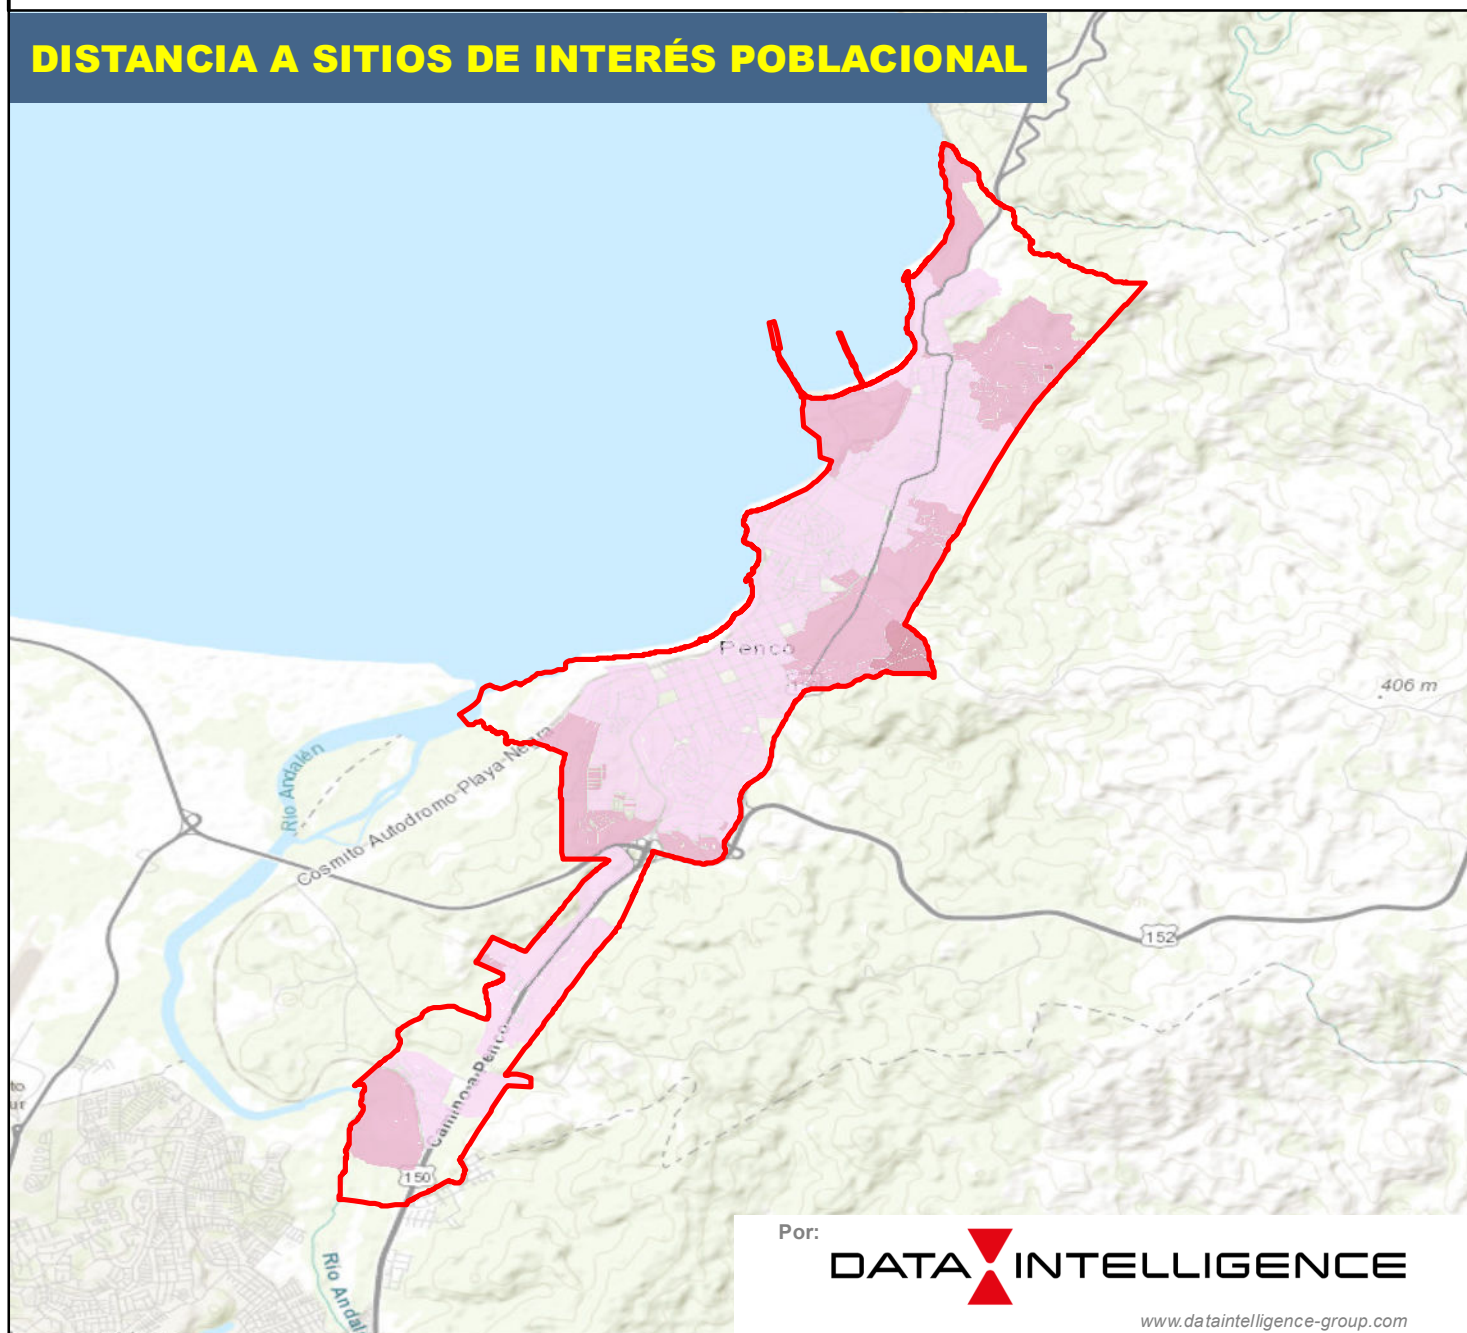 DISTANCIA A SITIOS DE INTERÉS POBLACIONAL
Penco
406 m
Río Andalén
Cosmito-Autodromo-Playa-Negra
152
Camino-a-Penco
150
Río Andal
Por:
DATA INTELLIGENCE
www.dataintelligence-group.com